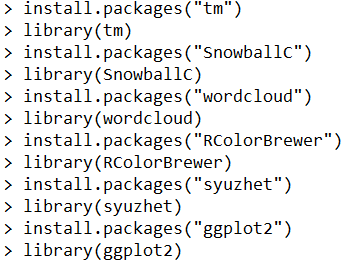 > install.packages("tm")
> library(tm)
> install.packages("SnowballC")
> library(SnowballC)
> install.packages("wordcloud")
> library(wordcloud)
> install.packages("RColorBrewer")
> library(RColorBrewer)
> install.packages("syuzhet")
> library(syuzhet)
> install.packages("ggplot2")
> library(ggplot2)